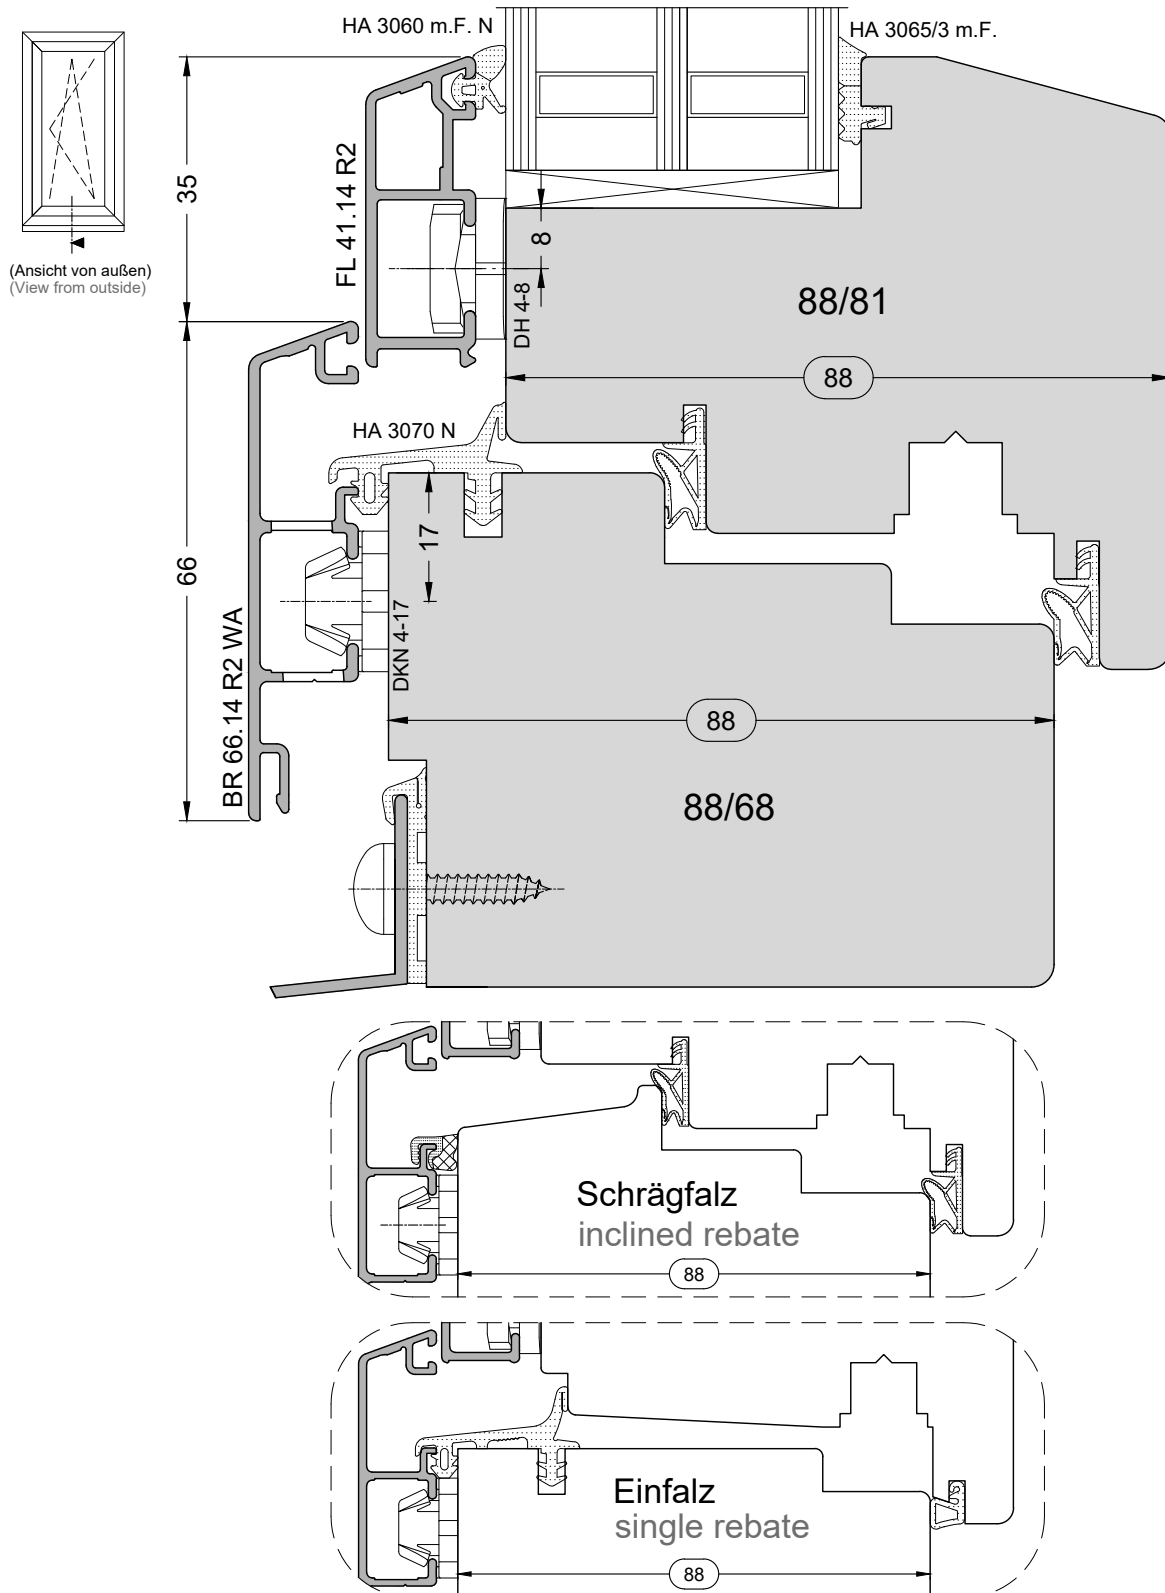 HA 3060 m.F. N
HA 3065/3 m.F.
(Ansicht von außen)
(View from outside)
35
FL 41.14 R2
8
DH 4-8
88/81
88
HA 3070 N
66
17
BR 66.14 R2 WA
DKN 4-17
88
88/68
Schrägfalz
inclined rebate
88
Einfalz
single rebate
88